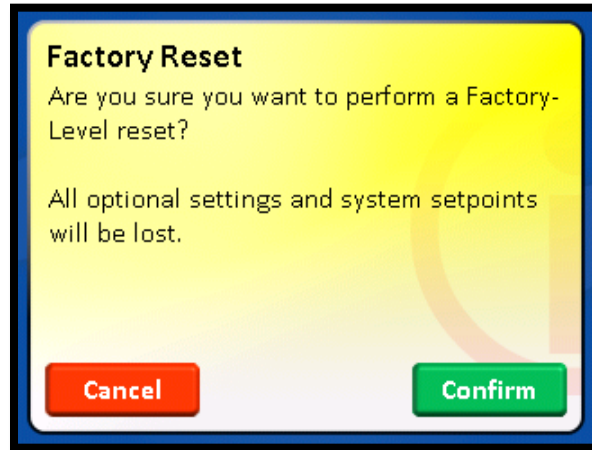 Factory Reset
Are you sure you want to perform a Factory-
Level reset?
All optional settings and system setpoints
will be lost.
Cancel
Confirm